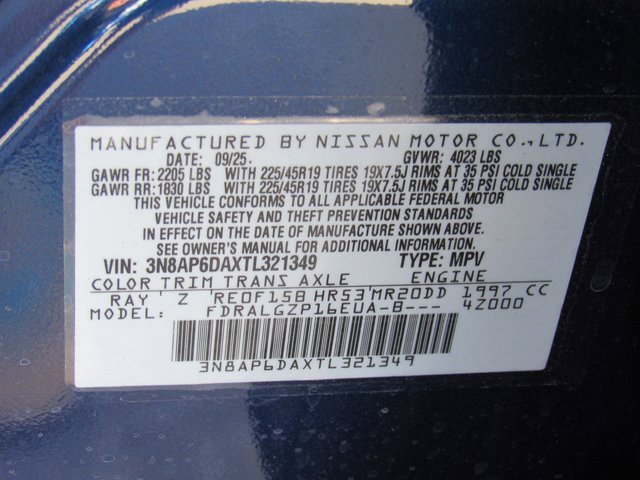 MANUFACTURED BY NISSAN MOTOR CO., LTD.
DATE: 09/25. GVWR: 4023 LBS
GAWR FR: 2205 LBS WITH 225/45R19 TIRES 19X7.5J RIMS AT 35 PSI COLD SINGLE
GAWR RR: 1830 LBS WITH 225/45R19 TIRES 19X7.5J RIMS AT 35 PSI COLD SINGLE
THIS VEHICLE CONFORMS TO ALL APPLICABLE FEDERAL MOTOR
VEHICLE SAFETY AND THEFT PREVENTION STANDARDS
IN EFFECT ON THE DATE OF MANUFACTURE SHOWN ABOVE.
SEE OWNER'S MANUAL FOR ADDITIONAL INFORMATION.
VIN: 3N8AP6DAXTL321349 TYPE: MPV
COLOR TRIM TRANS AXLE ENGINE
RAY' Z RE0F15B HR53'MR20DD 1997 CC
MODEL: FDRALGZP16EUA-B--- 4Z000
3N8AP6DAXTL321349